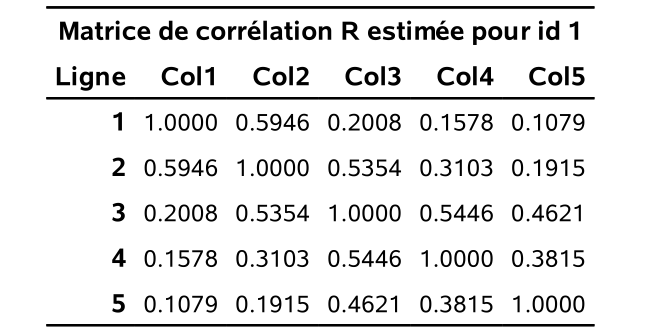 Matrice de corrélation R estimée pour id 1
Ligne Col1 Col2 Col3 Col4 Col5
1 1.0000 0.5946 0.2008 0.1578 0.1079
2 0.5946 1.0000 0.5354 0.3103 0.1915
3 0.2008 0.5354 1.0000 0.5446 0.4621
4 0.1578 0.3103 0.5446 1.0000 0.3815
5 0.1079 0.1915 0.4621 0.3815 1.0000